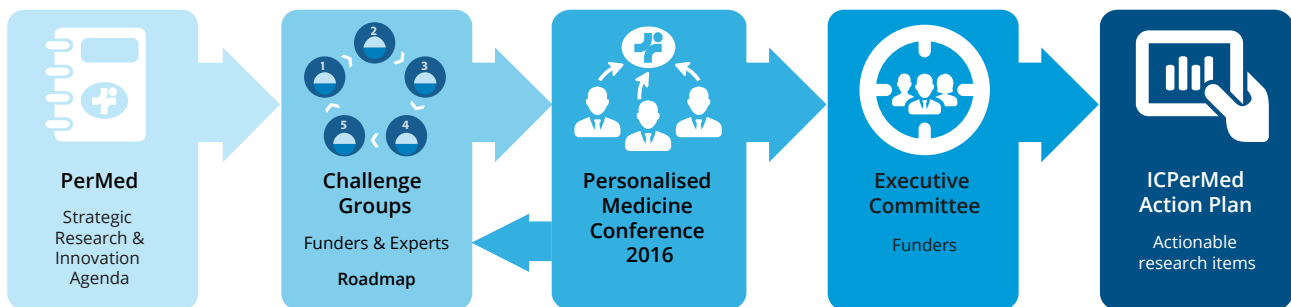 PerMed
Strategic
Research &
Innovation
Agenda
1
2
3
4
5
Challenge
Groups
Funders & Experts
Roadmap
Personalised
Medicine
Conference
2016
Executive
Committee
Funders
ICPerMed
Action Plan
Actionable
research items